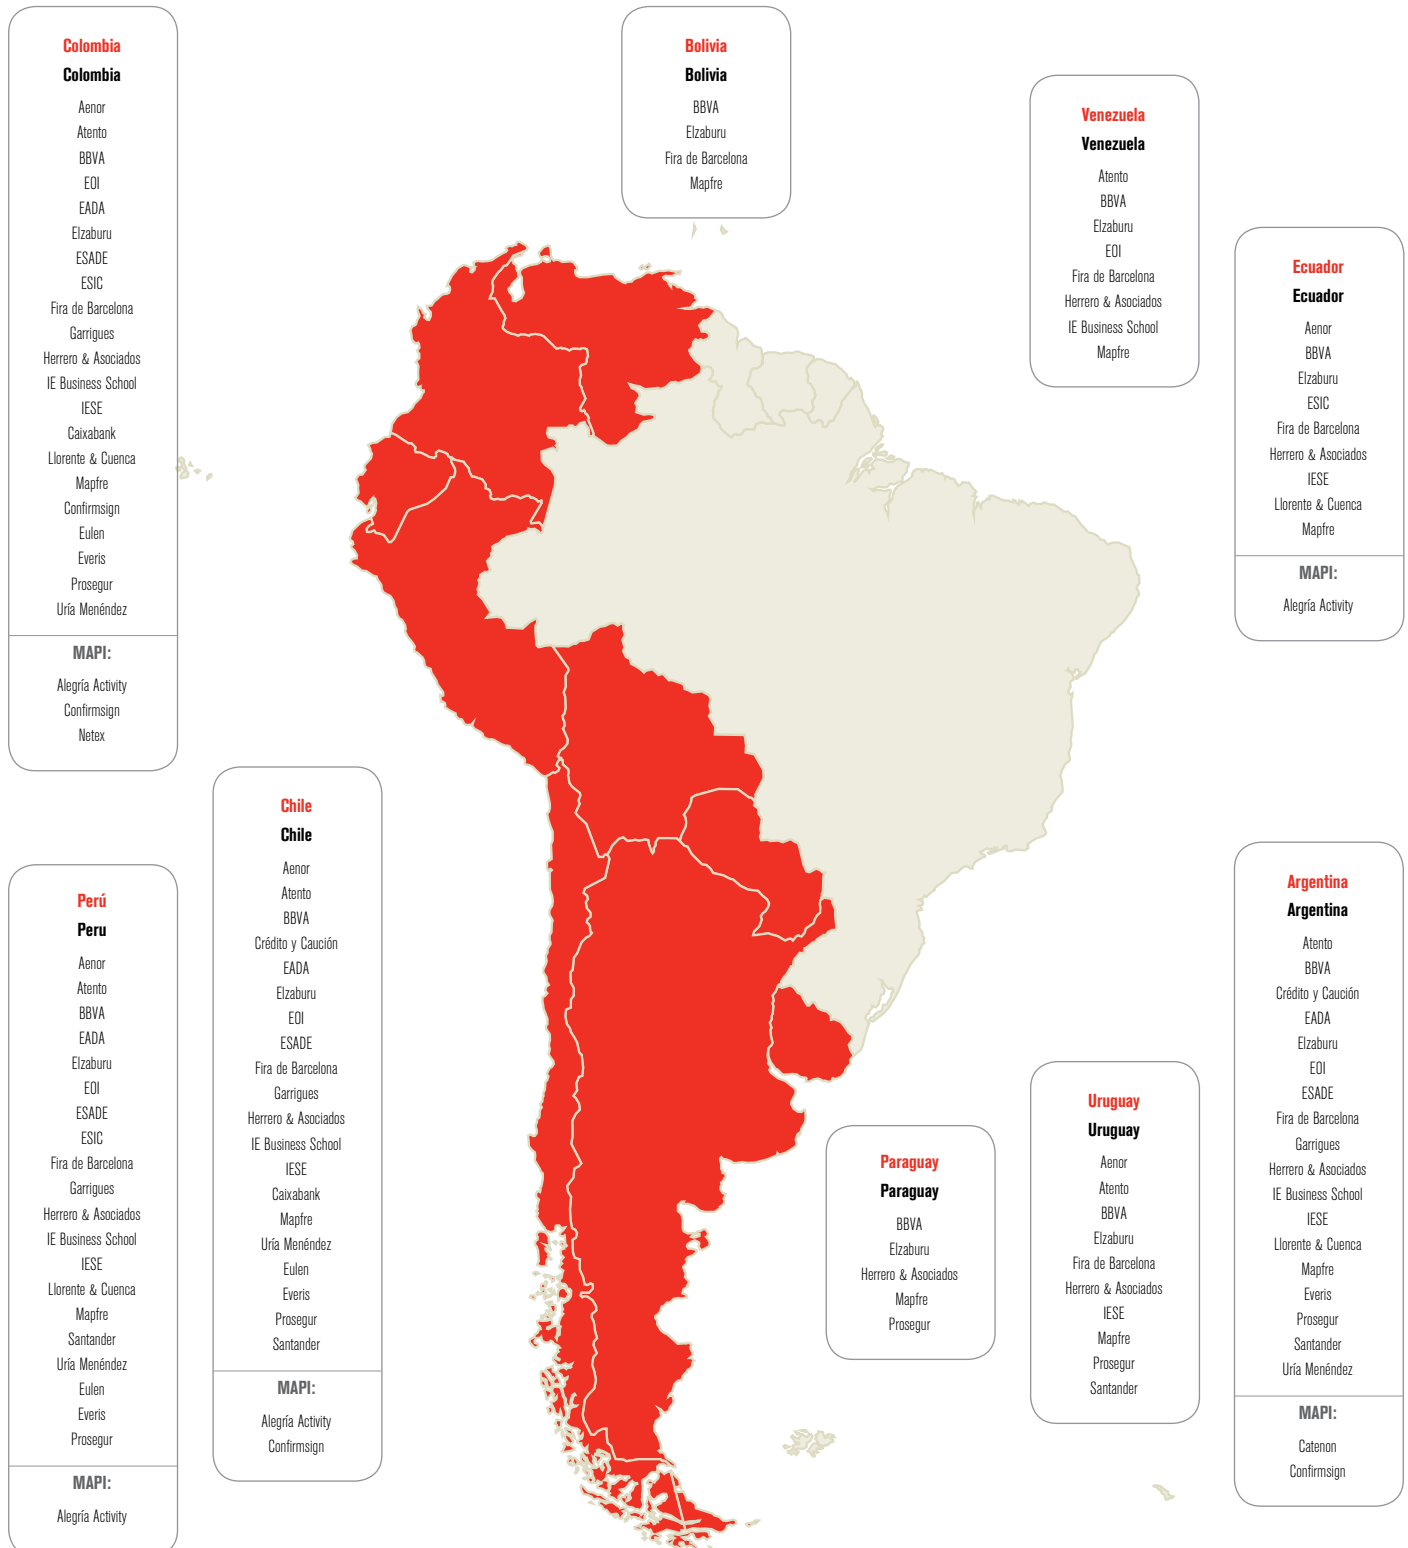 Colombia
Colombia
Aenor
Atento
BBVA
EOI
EADA
Elzaburu
ESADE
ESIC
Fira de Barcelona
Garrigues
Herrero & Asociados
IE Business School
IESE
Caixabank
Llorente & Cuenca
Mapfre
Confirmsign
Eulen
Everis
Prosegur
Uría Menéndez
MAPI:
Alegría Activity
Confirmsign
Netex
Bolivia
Bolivia
BBVA
Elzaburu
Fira de Barcelona
Mapfre
Venezuela
Venezuela
Atento
BBVA
Elzaburu
EOI
Fira de Barcelona
Herrero & Asociados
IE Business School
Mapfre
Ecuador
Ecuador
Aenor
BBVA
Elzaburu
ESIC
Fira de Barcelona
Herrero & Asociados
IESE
Llorente & Cuenca
Mapfre
MAPI:
Alegría Activity
Perú
Peru
Aenor
Atento
BBVA
EADA
Elzaburu
EOI
ESADE
ESIC
Fira de Barcelona
Garrigues
Herrero & Asociados
IE Business School
IESE
Llorente & Cuenca
Mapfre
Santander
Uría Menéndez
Eulen
Everis
Prosegur
MAPI:
Alegría Activity
Chile
Chile
Aenor
Atento
BBVA
Crédito y Caución
EADA
Elzaburu
EOI
ESADE
Fira de Barcelona
Garrigues
Herrero & Asociados
IE Business School
IESE
Caixabank
Mapfre
Uría Menéndez
Eulen
Everis
Prosegur
Santander
MAPI:
Alegría Activity
Confirmsign
Paraguay
Paraguay
BBVA
Elzaburu
Herrero & Asociados
Mapfre
Prosegur
Uruguay
Uruguay
Aenor
Atento
BBVA
Elzaburu
Fira de Barcelona
Herrero & Asociados
IESE
Mapfre
Prosegur
Santander
Argentina
Argentina
Atento
BBVA
Crédito y Caución
EADA
Elzaburu
EOI
ESADE
Fira de Barcelona
Garrigues
Herrero & Asociados
IE Business School
IESE
Llorente & Cuenca
Mapfre
Everis
Prosegur
Santander
Uría Menéndez
MAPI:
Catenon
Confirmsign